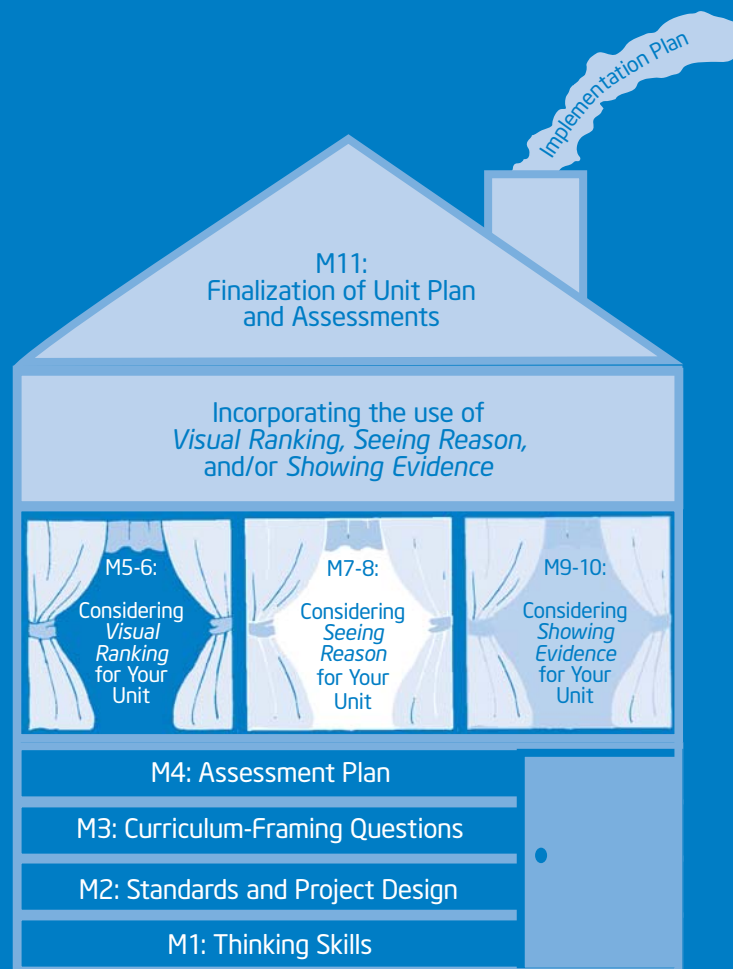 Implementation Plan
M11:
Finalization of Unit Plan
and Assessments
Incorporating the use of
Visual Ranking, Seeing Reason,
and/or Showing Evidence
M5-6:
Considering
Visual
Ranking
for Your
Unit
M7-8:
Considering
Seeing
Reason
for Your
Unit
M9-10:
Considering
Showing
Evidence
for Your
Unit
M4: Assessment Plan
M3: Curriculum-Framing Questions
M2: Standards and Project Design
M1: Thinking Skills